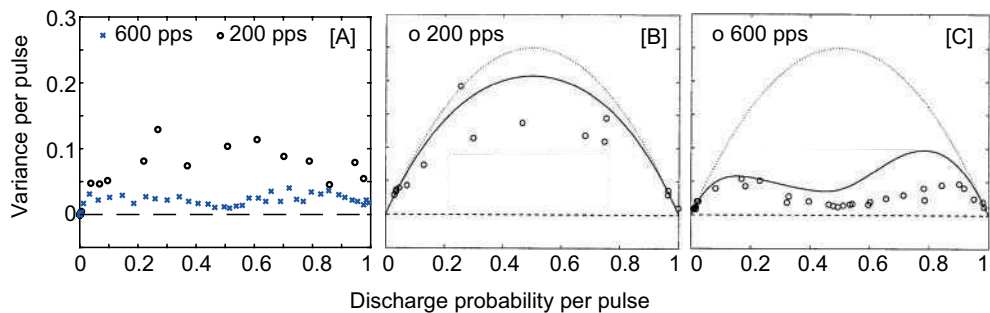 0.3
0.2
0.1
0
Variance per pulse
× 600 pps o 200 pps [A]
o 200 pps [B]
o 600 pps [C]
0 0.2 0.4 0.6 0.8 1
0 0.2 0.4 0.6 0.8 1
0 0.2 0.4 0.6 0.8 1
Discharge probability per pulse